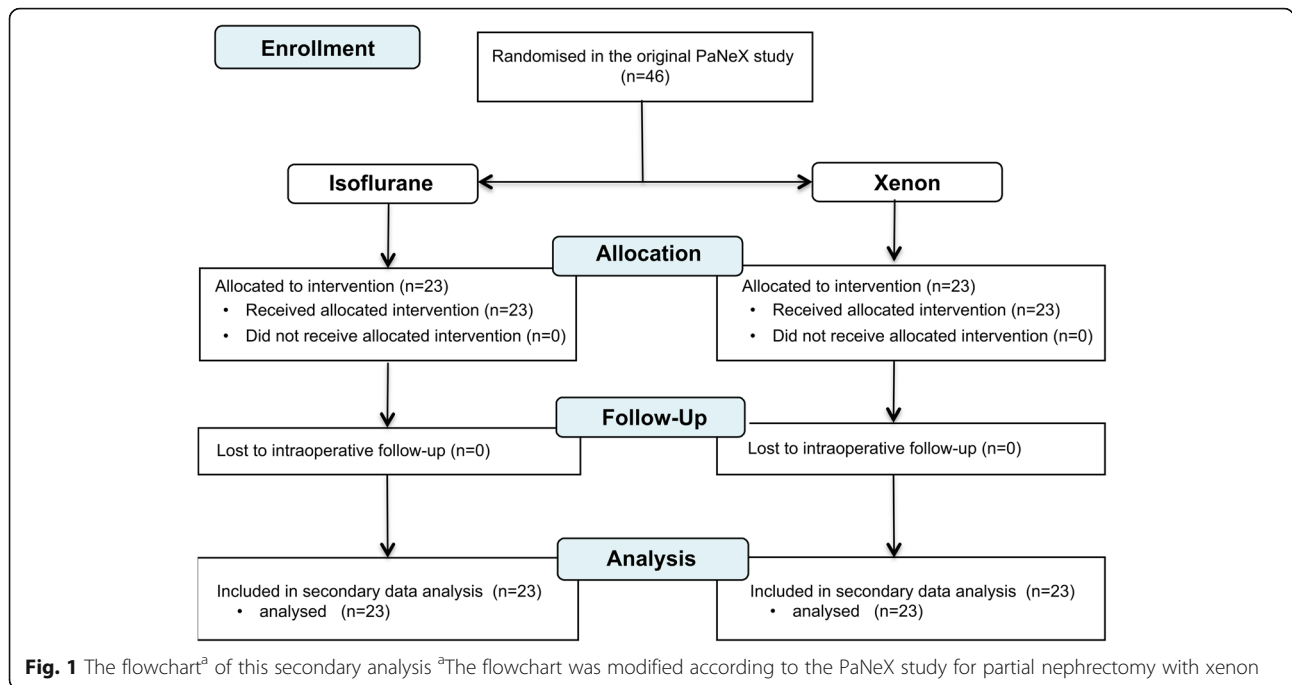 Enrollment
Randomised in the original PaNeX study
(n=46)
Isoflurane
Xenon
Allocation
Allocated to intervention (n=23)
• Received allocated intervention (n=23)
• Did not receive allocated intervention (n=0)
Allocated to intervention (n=23)
• Received allocated intervention (n=23)
• Did not receive allocated intervention (n=0)
Follow-Up
Lost to intraoperative follow-up (n=0)
Lost to intraoperative follow-up (n=0)
Analysis
Included in secondary data analysis (n=23)
• analysed (n=23)
Included in secondary data analysis (n=23)
• analysed (n=23)
Fig. 1 The flowchartᵃ of this secondary analysis ᵃThe flowchart was modified according to the PaNeX study for partial nephrectomy with xenon